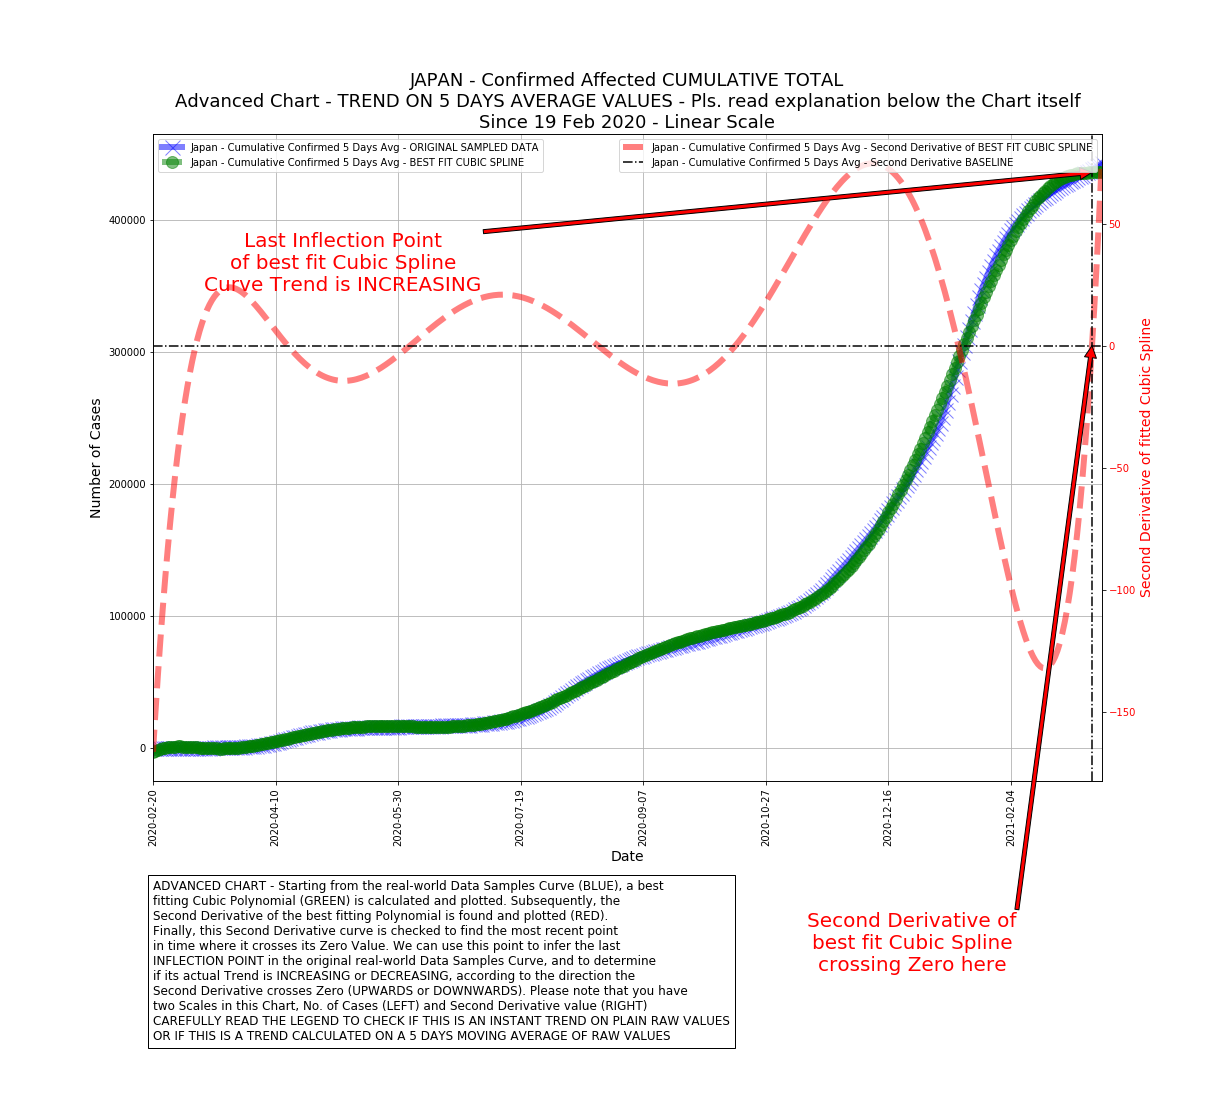 JAPAN - Confirmed Affected CUMULATIVE TOTAL
Advanced Chart - TREND ON 5 DAYS AVERAGE VALUES - Pls. read explanation below the Chart itself
Since 19 Feb 2020 - Linear Scale
Japan - Cumulative Confirmed 5 Days Avg - ORIGINAL SAMPLED DATA
Japan - Cumulative Confirmed 5 Days Avg - BEST FIT CUBIC SPLINE
Japan - Cumulative Confirmed 5 Days Avg - Second Derivative of BEST FIT CUBIC SPLINE
Japan - Cumulative Confirmed 5 Days Avg - Second Derivative BASELINE
Last Inflection Point
of best fit Cubic Spline
Curve Trend is INCREASING
Number of Cases
400000
300000
200000
100000
0
50
0
−50
−100
−150
Second Derivative of fitted Cubic Spline
2020-02-20
2020-04-10
2020-05-30
2020-07-19
2020-09-07
2020-10-27
2020-12-16
2021-02-04
Date
Second Derivative of
best fit Cubic Spline
crossing Zero here
ADVANCED CHART - Starting from the real-world Data Samples Curve (BLUE), a best
fitting Cubic Polynomial (GREEN) is calculated and plotted. Subsequently, the
Second Derivative of the best fitting Polynomial is found and plotted (RED).
Finally, this Second Derivative curve is checked to find the most recent point
in time where it crosses its Zero Value. We can use this point to infer the last
INFLECTION POINT in the original real-world Data Samples Curve, and to determine
if its actual Trend is INCREASING or DECREASING, according to the direction the
Second Derivative crosses Zero (UPWARDS or DOWNWARDS). Please note that you have
two Scales in this Chart, No. of Cases (LEFT) and Second Derivative value (RIGHT)
CAREFULLY READ THE LEGEND TO CHECK IF THIS IS AN INSTANT TREND ON PLAIN RAW VALUES
OR IF THIS IS A TREND CALCULATED ON A 5 DAYS MOVING AVERAGE OF RAW VALUES